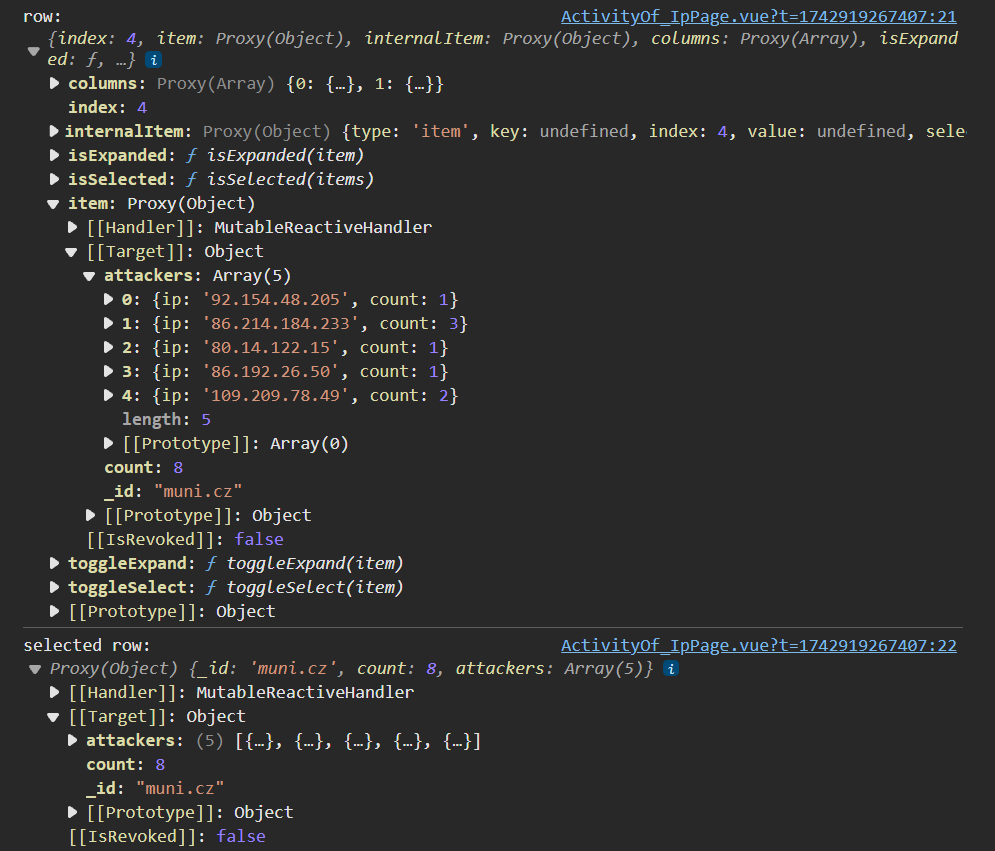 row: ActivityOf_IpPage.vue?t=1742919267407:21
{index: 4, item: Proxy(Object), internalItem: Proxy(Object), columns: Proxy(Array), isExpand
ed: ƒ, …} i
columns: Proxy(Array) {0: {…}, 1: {…}}
index: 4
internalItem: Proxy(Object) {type: 'item', key: undefined, index: 4, value: undefined, sele
isExpanded: ƒ isExpanded(item)
isSelected: ƒ isSelected(items)
item: Proxy(Object)
[[Handler]]: MutableReactiveHandler
[[Target]]: Object
attackers: Array(5)
0: {ip: '92.154.48.205', count: 1}
1: {ip: '86.214.184.233', count: 3}
2: {ip: '80.14.122.15', count: 1}
3: {ip: '86.192.26.50', count: 1}
4: {ip: '109.209.78.49', count: 2}
length: 5
[[Prototype]]: Array(0)
count: 8
_id: "muni.cz"
[[Prototype]]: Object
[[IsRevoked]]: false
toggleExpand: ƒ toggleExpand(item)
toggleSelect: ƒ toggleSelect(item)
[[Prototype]]: Object
selected row: ActivityOf_IpPage.vue?t=1742919267407:22
Proxy(Object) {_id: 'muni.cz', count: 8, attackers: Array(5)} i
[[Handler]]: MutableReactiveHandler
[[Target]]: Object
attackers: (5) [{…}, {…}, {…}, {…}, {…}]
count: 8
_id: "muni.cz"
[[Prototype]]: Object
[[IsRevoked]]: false